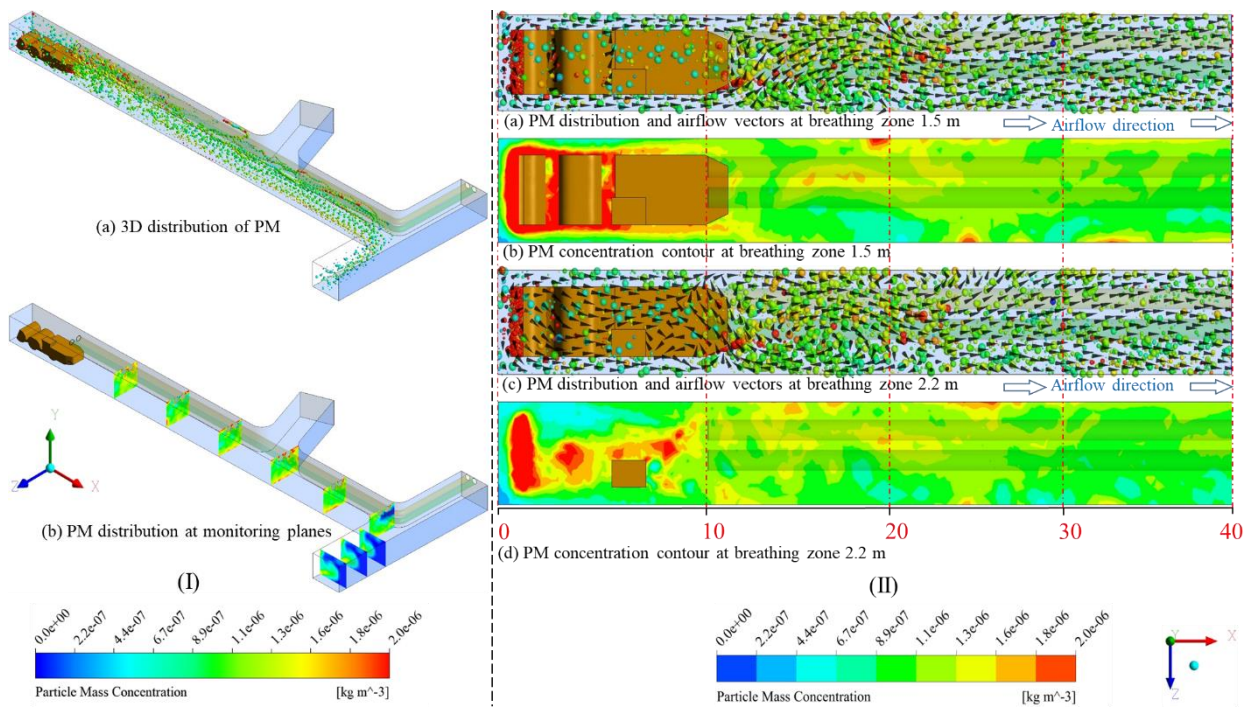 (a) 3D distribution of PM
Y
Z
X
(b) PM distribution at monitoring planes
(I)
0.0e+00
2.2e-07
4.4e-07
6.7e-07
8.9e-07
1.1e-06
1.3e-06
1.6e-06
1.8e-06
2.0e-06
Particle Mass Concentration
[kg m^-3]
(a) PM distribution and airflow vectors at breathing zone 1.5 m
Airflow direction
(b) PM concentration contour at breathing zone 1.5 m
(c) PM distribution and airflow vectors at breathing zone 2.2 m
Airflow direction
0 10 20 30 40
(d) PM concentration contour at breathing zone 2.2 m
(II)
0.0e+00
2.2e-07
4.4e-07
6.7e-07
8.9e-07
1.1e-06
1.3e-06
1.6e-06
1.8e-06
2.0e-06
Particle Mass Concentration
[kg m^-3]
Y
X
Z